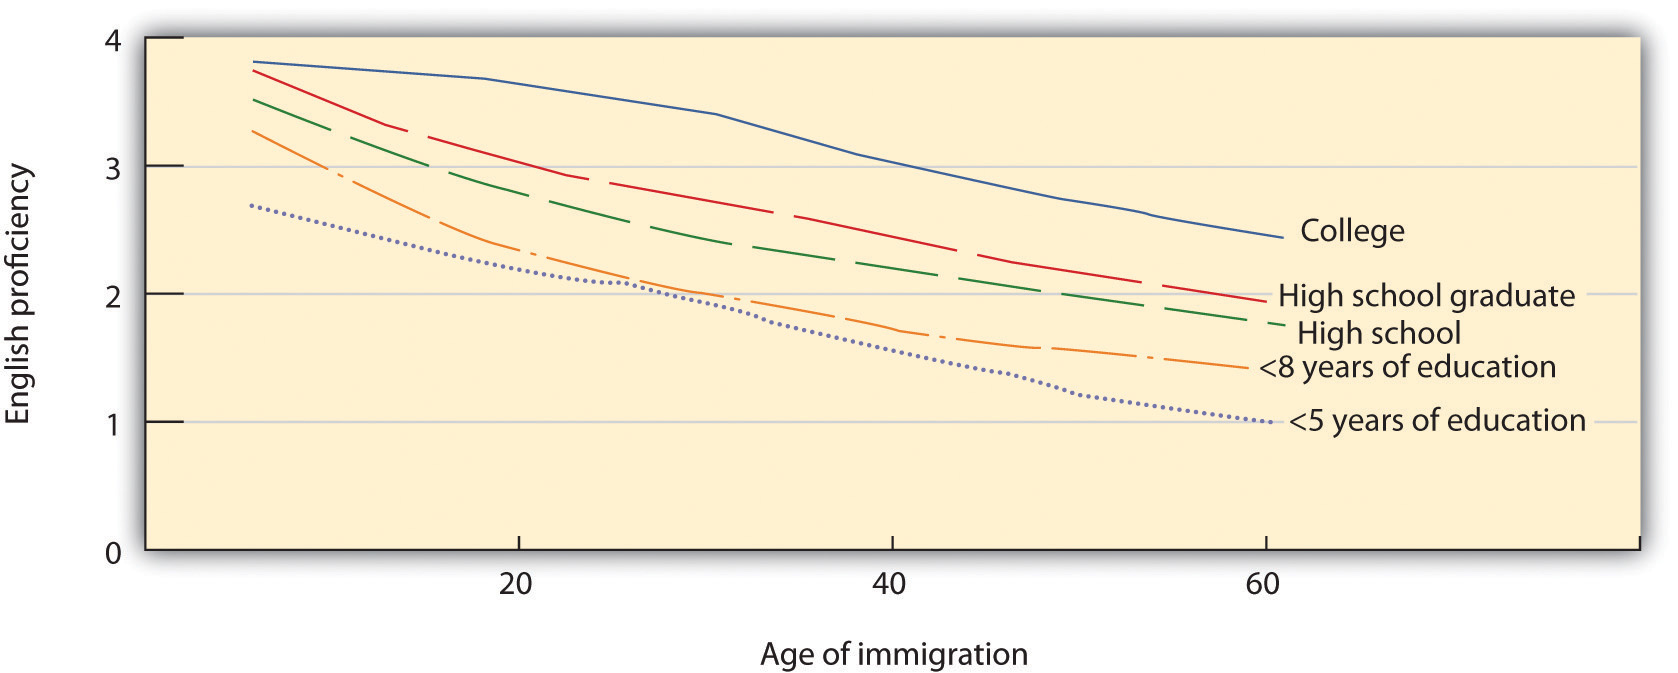 4
3
2
1
0
English proficiency
College
High school graduate
High school
<8 years of education
<5 years of education
20
40
60
Age of immigration